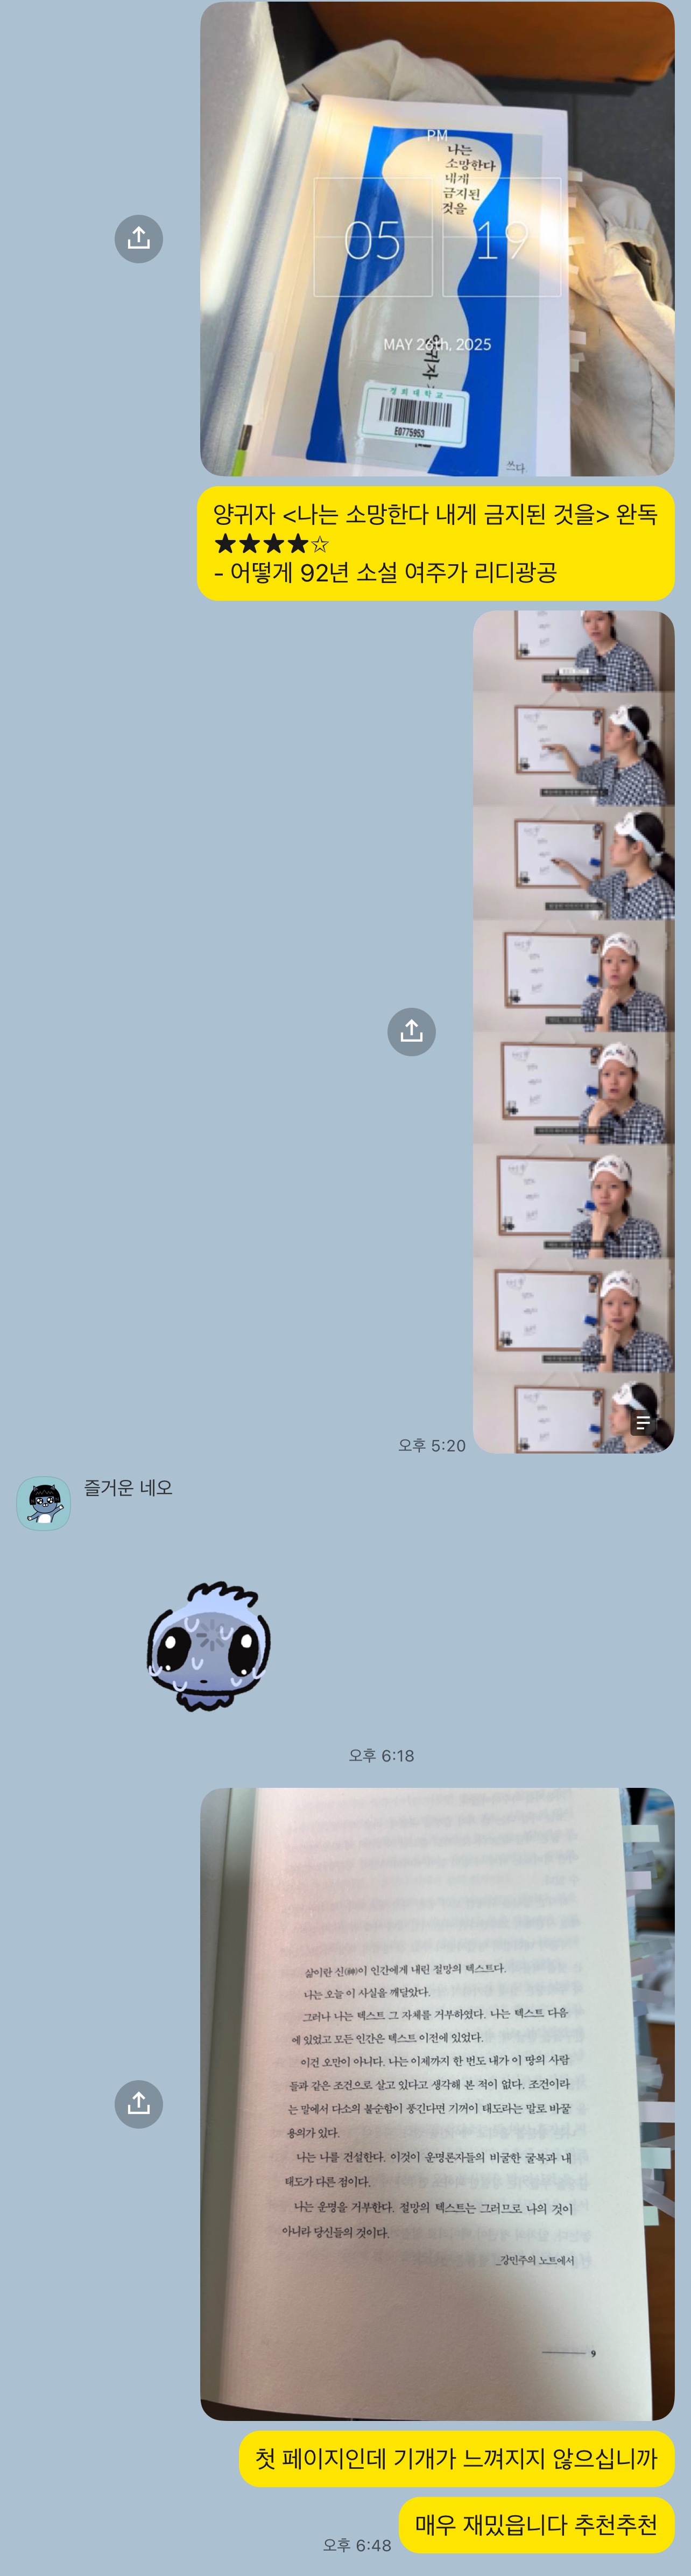 PM
나는
소망한다
내게
금지된
것을
05 19
MAY 26th, 2025
양귀자
경희대학교
E0775953
쓰다
양귀자 <나는 소망한다 내게 금지된 것을> 완독
★★★★☆
- 어떻게 92년 소설 여주가 리디광공
오후 5:20
즐거운 네오
오후 6:18
삶이란 신(神)이 인간에게 내린 절망의 텍스트다.
나는 오늘 이 사실을 깨달았다.
그러나 나는 텍스트 그 자체를 거부하였다. 나는 텍스트 다음
에 있었고 모든 인간은 텍스트 이전에 있었다.
이건 오만이 아니다. 나는 이제까지 한 번도 내가 이 땅의 사람
들과 같은 조건으로 살고 있다고 생각해 본 적이 없다. 조건이라
는 말에서 다소의 불순함이 풍긴다면 기꺼이 태도라는 말로 바꿀
용의가 있다.
나는 나를 건설한다. 이것이 운명론자들의 비굴한 굴복과 내
태도가 다른 점이다.
나는 운명을 거부한다. 절망의 텍스트는 그러므로 나의 것이
아니라 당신들의 것이다.
_강민주의 노트에서
9
첫 페이지인데 기개가 느껴지지 않으십니까
매우 재밌읍니다 추천추천
오후 6:48